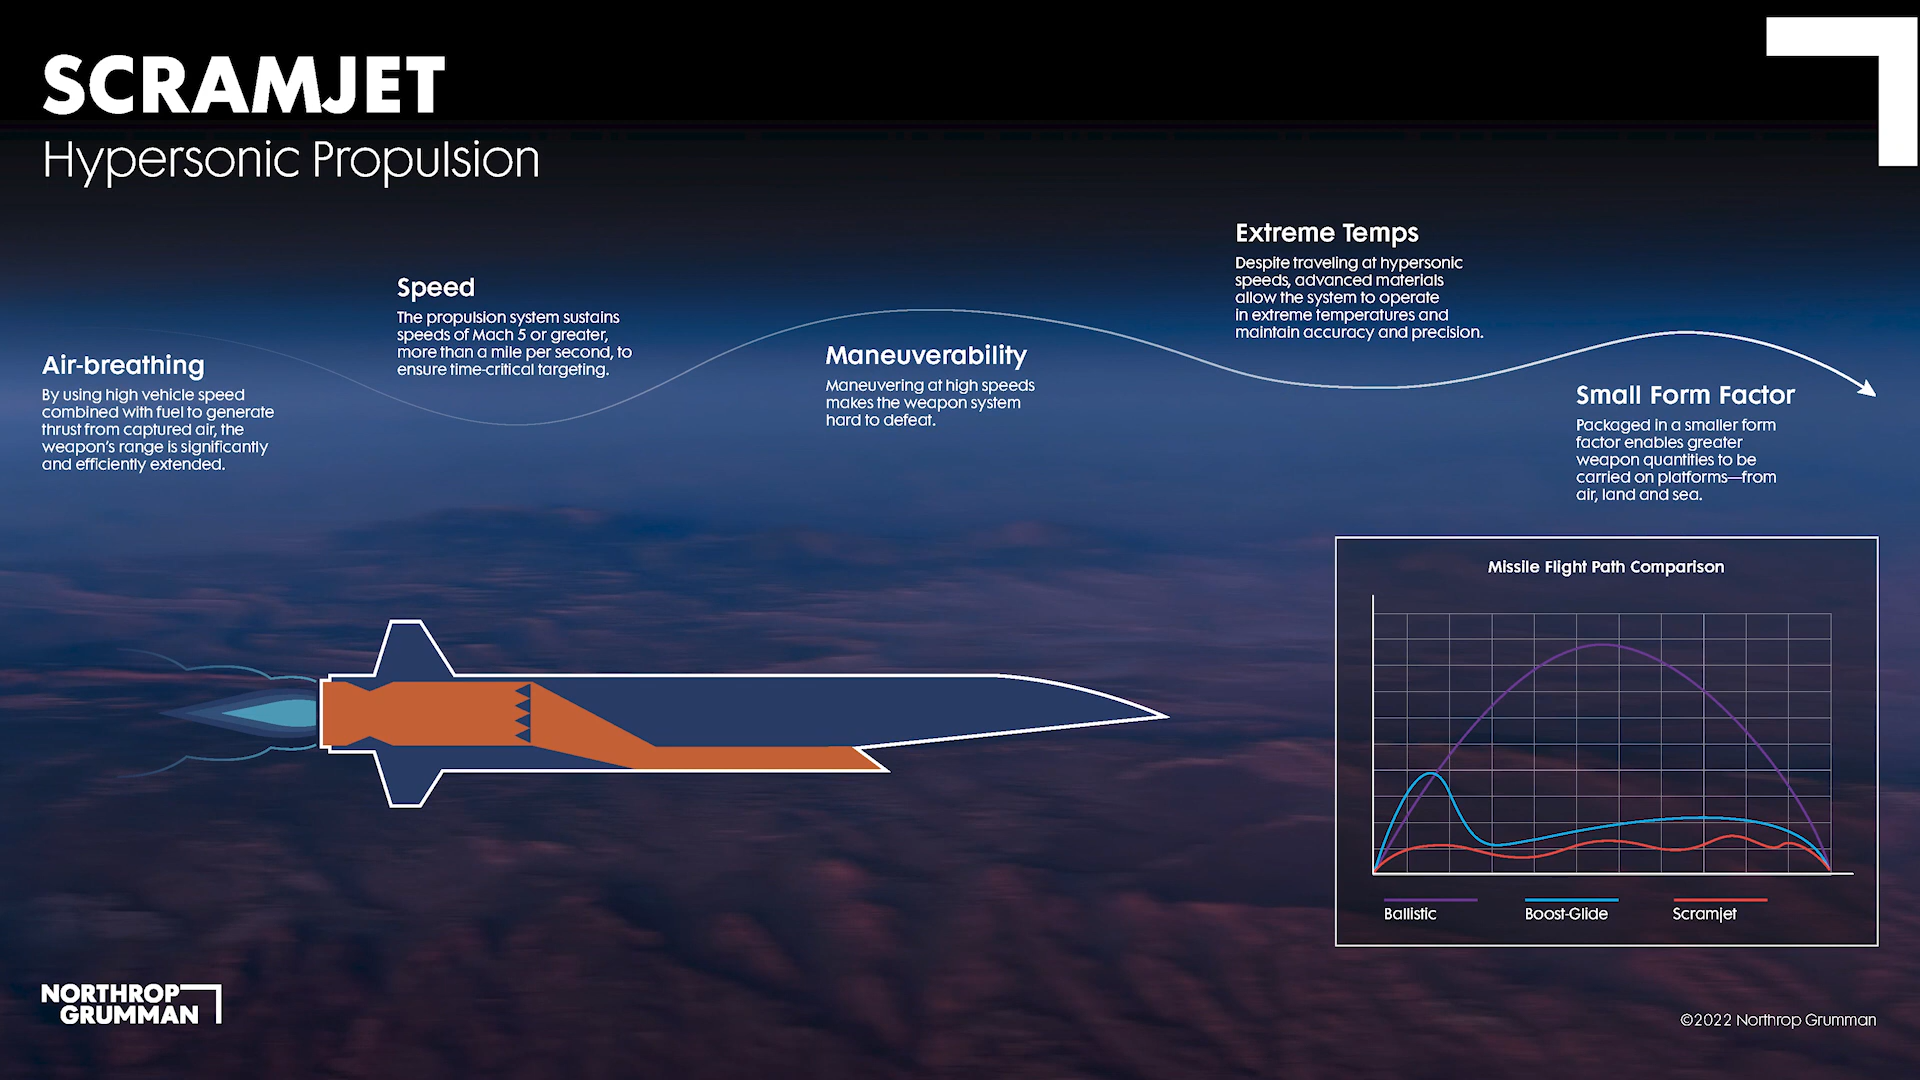 SCRAMJET
Hypersonic Propulsion
Air-breathing
By using high vehicle speed
combined with fuel to generate
thrust from captured air, the
weapon's range is significantly
and efficiently extended.
Speed
The propulsion system sustains
speeds of Mach 5 or greater,
more than a mile per second, to
ensure time-critical targeting.
Maneuverability
Maneuvering at high speeds
makes the weapon system
hard to defeat.
Extreme Temps
Despite traveling at hypersonic
speeds, advanced materials
allow the system to operate
in extreme temperatures and
maintain accuracy and precision.
Small Form Factor
Packaged in a smaller form
factor enables greater
weapon quantities to be
carried on platforms—from
air, land and sea.
Missile Flight Path Comparison
Ballistic
Boost-Glide
Scramjet
NORTHROP
GRUMMAN
©2022 Northrop Grumman